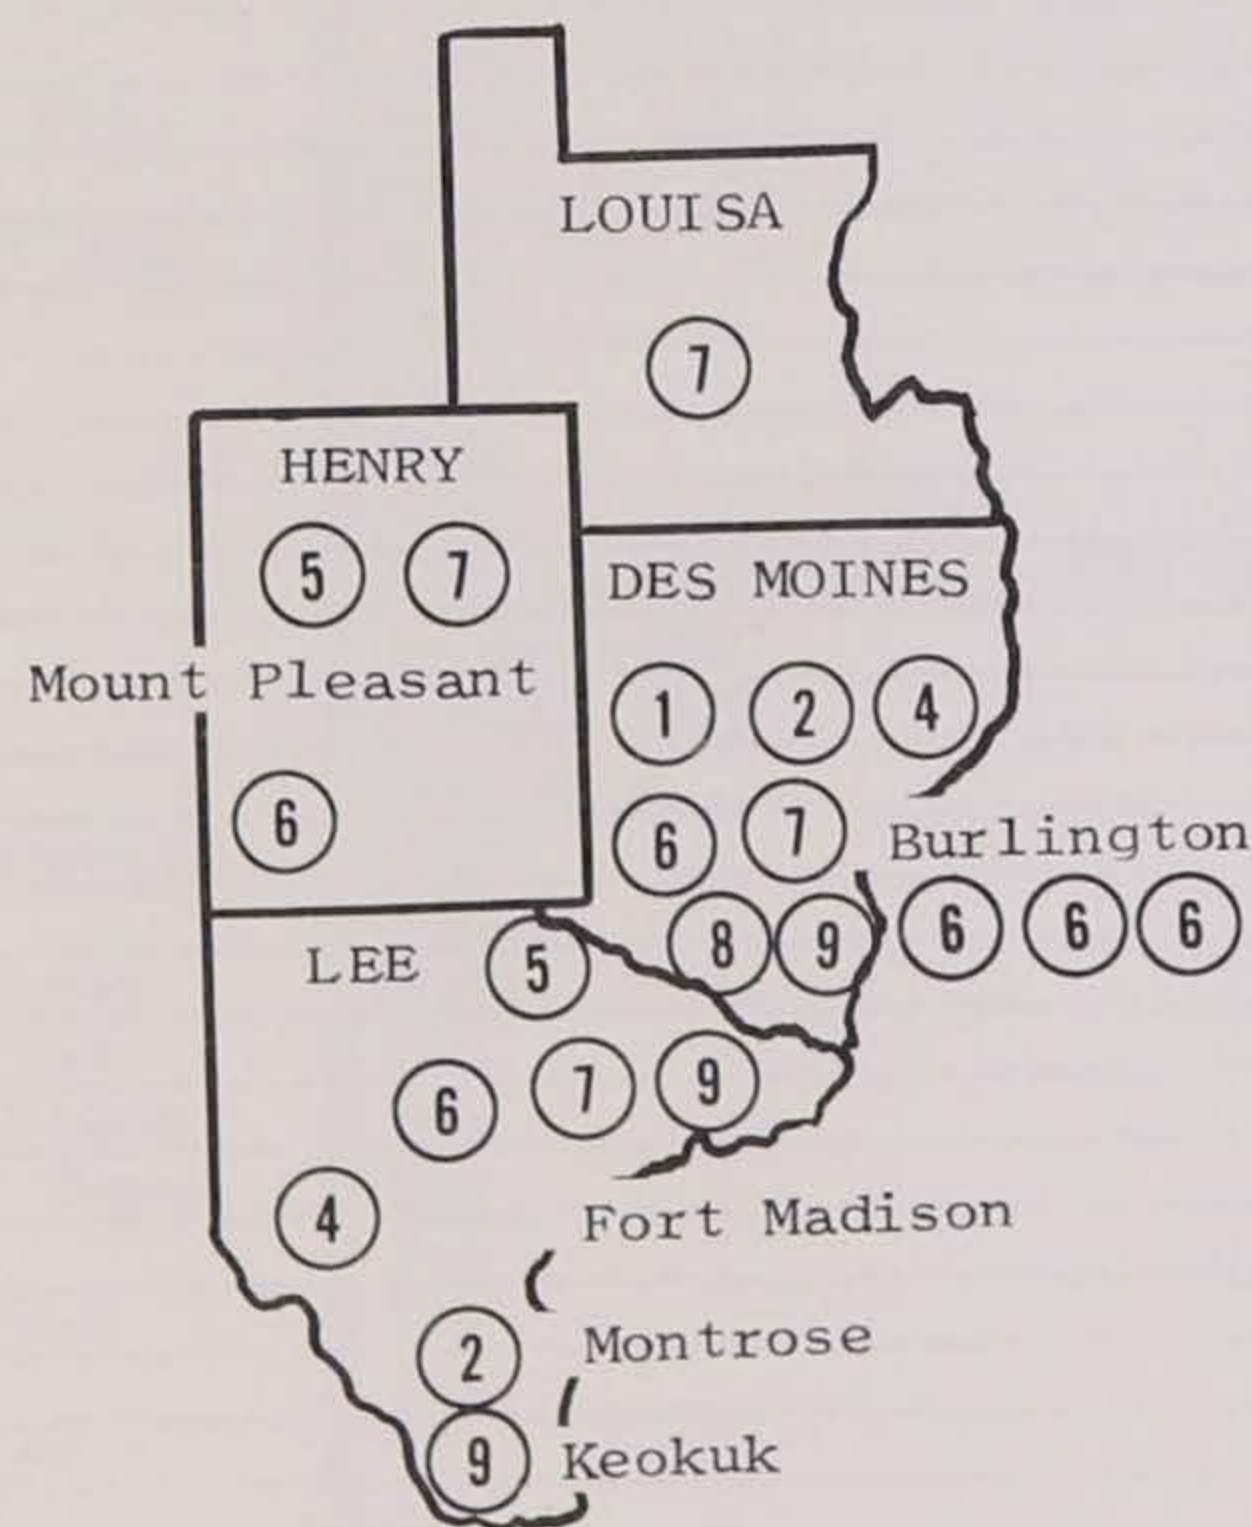 LOUISA
7
HENRY
5 7
DES MOINES
Mount Pleasant
1 2 4
6
6 7
Burlington
8 9 6 6 6
LEE 5
6 7 9
4
Fort Madison
2
Montrose
9
Keokuk